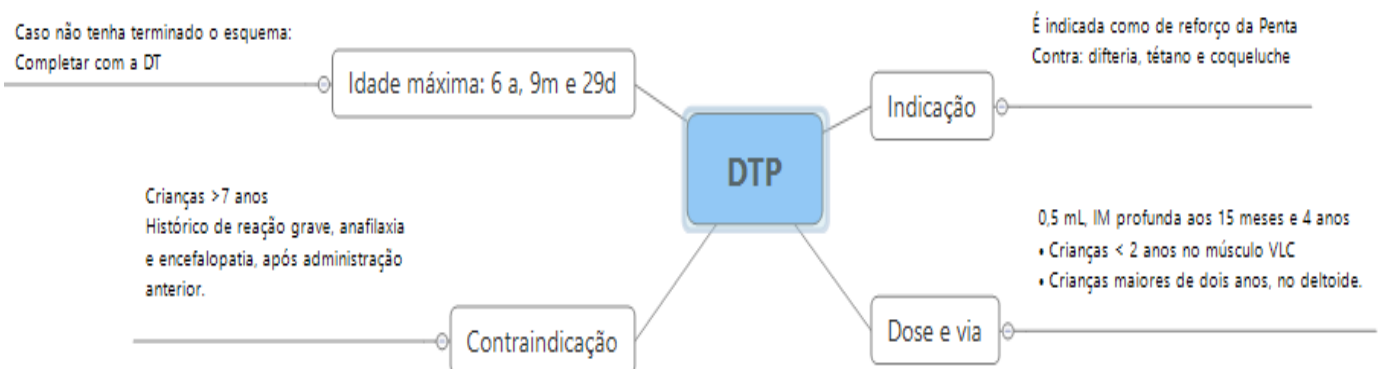 DTP
Caso não tenha terminado o esquema:
Completar com a DT
Idade máxima: 6 a, 9m e 29d
É indicada como de reforço da Penta
Contra: difteria, tétano e coqueluche
Indicação
Crianças >7 anos
Histórico de reação grave, anafilaxia
e encefalopatia, após administração
anterior.
Contraindicação
0,5 mL, IM profunda aos 15 meses e 4 anos
• Crianças < 2 anos no músculo VLC
• Crianças maiores de dois anos, no deltoide.
Dose e via